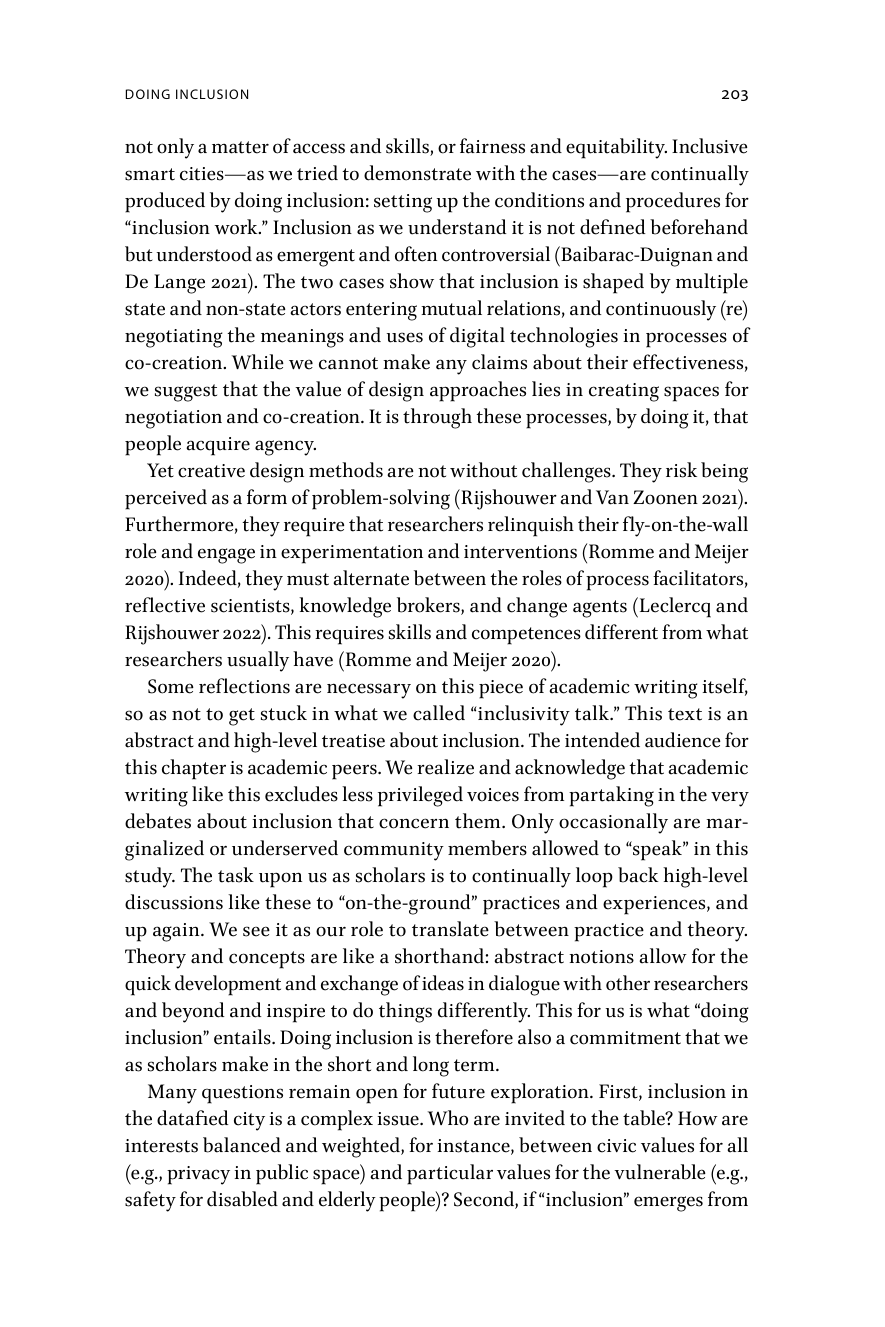 DOING INCLUSION 203
not only a matter of access and skills, or fairness and equitability. Inclusive
smart cities—as we tried to demonstrate with the cases—are continually
produced by doing inclusion: setting up the conditions and procedures for
“inclusion work.” Inclusion as we understand it is not defined beforehand
but understood as emergent and often controversial (Baibarac-Duignan and
De Lange 2021). The two cases show that inclusion is shaped by multiple
state and non-state actors entering mutual relations, and continuously (re)
negotiating the meanings and uses of digital technologies in processes of
co-creation. While we cannot make any claims about their effectiveness,
we suggest that the value of design approaches lies in creating spaces for
negotiation and co-creation. It is through these processes, by doing it, that
people acquire agency.
Yet creative design methods are not without challenges. They risk being
perceived as a form of problem-solving (Rijshouwer and Van Zoonen 2021).
Furthermore, they require that researchers relinquish their fly-on-the-wall
role and engage in experimentation and interventions (Romme and Meijer
2020). Indeed, they must alternate between the roles of process facilitators,
reflective scientists, knowledge brokers, and change agents (Leclercq and
Rijshouwer 2022). This requires skills and competences different from what
researchers usually have (Romme and Meijer 2020).
Some reflections are necessary on this piece of academic writing itself,
so as not to get stuck in what we called “inclusivity talk.” This text is an
abstract and high-level treatise about inclusion. The intended audience for
this chapter is academic peers. We realize and acknowledge that academic
writing like this excludes less privileged voices from partaking in the very
debates about inclusion that concern them. Only occasionally are mar-
ginalized or underserved community members allowed to “speak” in this
study. The task upon us as scholars is to continually loop back high-level
discussions like these to “on-the-ground” practices and experiences, and
up again. We see it as our role to translate between practice and theory.
Theory and concepts are like a shorthand: abstract notions allow for the
quick development and exchange of ideas in dialogue with other researchers
and beyond and inspire to do things differently. This for us is what “doing
inclusion” entails. Doing inclusion is therefore also a commitment that we
as scholars make in the short and long term.
Many questions remain open for future exploration. First, inclusion in
the datafied city is a complex issue. Who are invited to the table? How are
interests balanced and weighted, for instance, between civic values for all
(e.g., privacy in public space) and particular values for the vulnerable (e.g.,
safety for disabled and elderly people)? Second, if “inclusion” emerges from